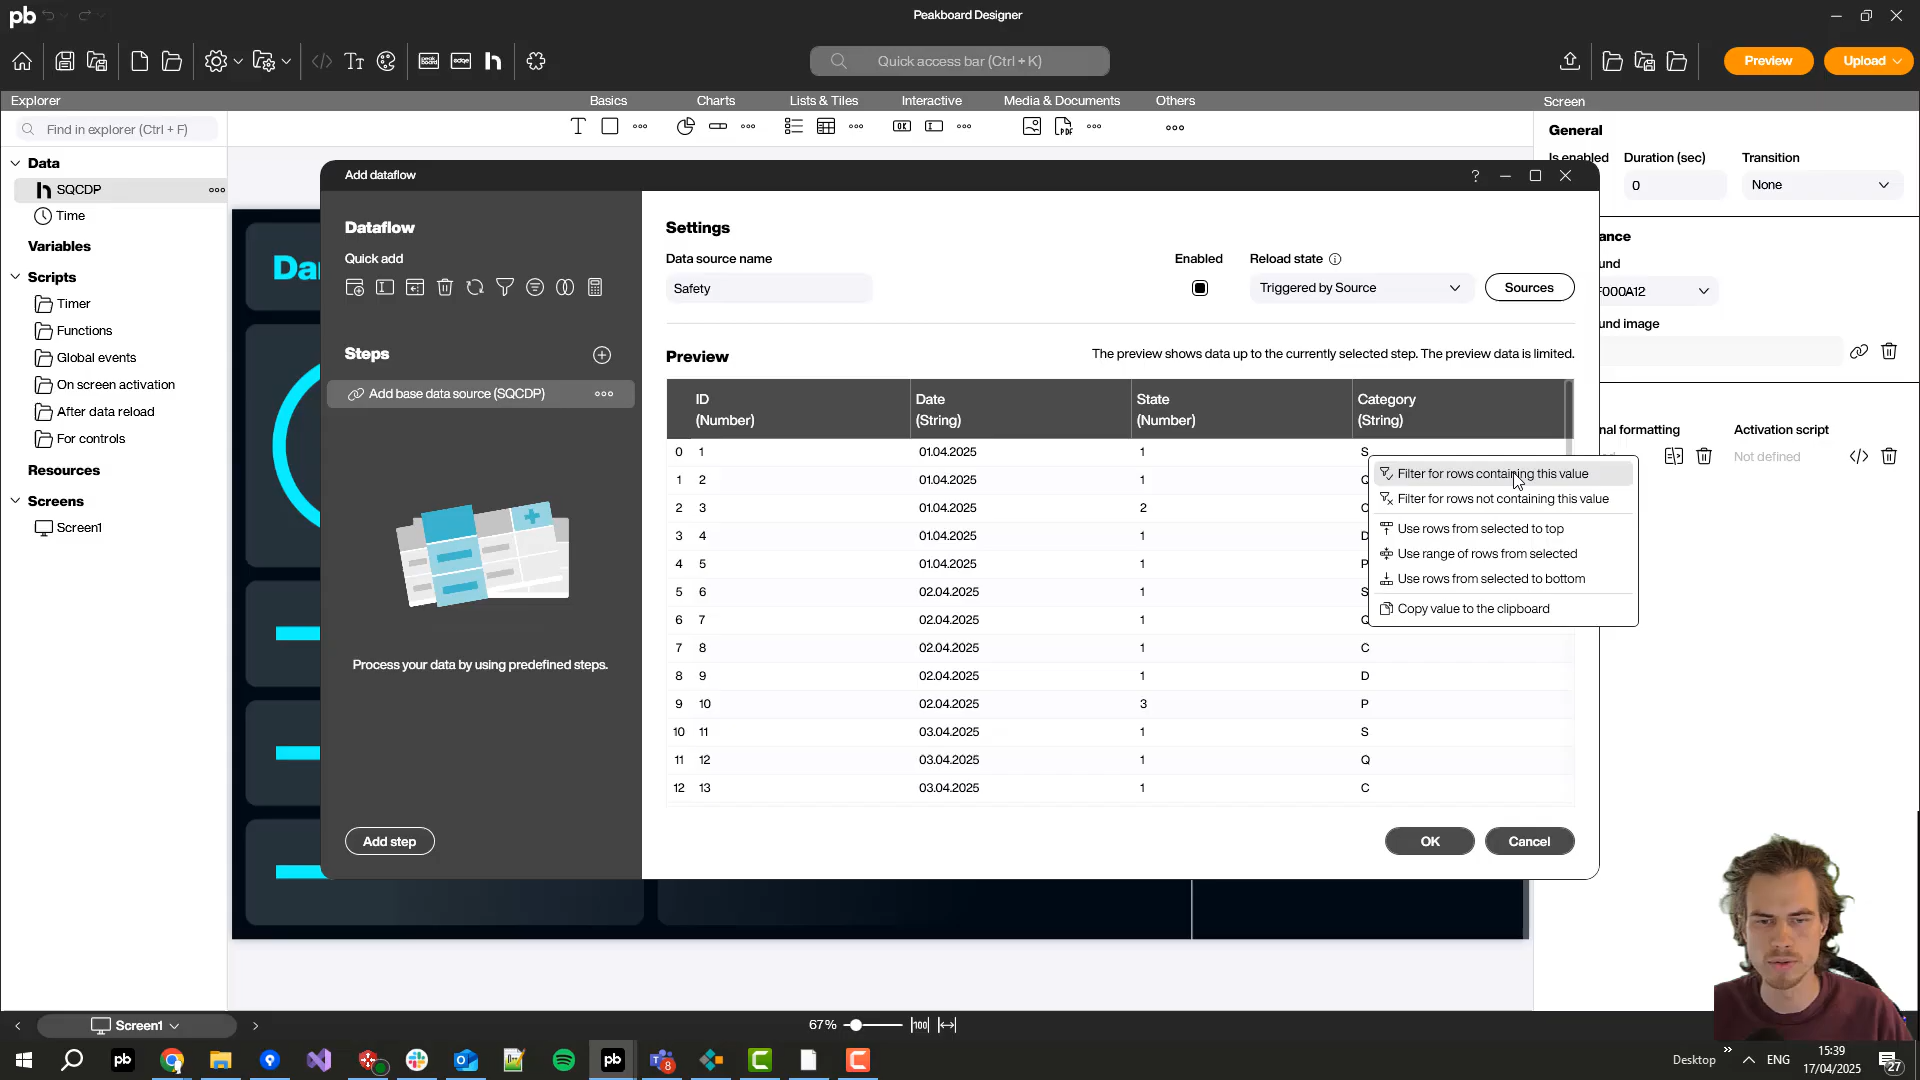 pb
Peakboard Designer
Quick access bar (Ctrl + K)
Preview
Upload
Explorer
Basics
Charts
Lists & Tiles
Interactive
Media & Documents
Others
Screen
Find in explorer (Ctrl + F)
General
Data
SQCDP
Time
Variables
Scripts
Timer
Functions
Global events
On screen activation
After data reload
For controls
Resources
Screens
Screen1
Is enabled
Duration (sec)
Transition
0
None
ance
und
F000A12
und image
nal formatting
Activation script
Not defined
Da
Add dataflow
?
Dataflow
Quick add
Steps
Add base data source (SQCDP)
Process your data by using predefined steps.
Add step
Settings
Data source name
Enabled
Reload state
Safety
Triggered by Source
Sources
Preview
The preview shows data up to the currently selected step. The preview data is limited.
ID Date State Category
(Number) (String) (Number) (String)
0 1 01.04.2025 1 S
1 2 01.04.2025 1 Q
2 3 01.04.2025 2 C
3 4 01.04.2025 1 D
4 5 01.04.2025 1 P
5 6 02.04.2025 1 S
6 7 02.04.2025 1 Q
7 8 02.04.2025 1 C
8 9 02.04.2025 1 D
9 10 02.04.2025 3 P
10 11 03.04.2025 1 S
11 12 03.04.2025 1 Q
12 13 03.04.2025 1 C
Filter for rows containing this value
Filter for rows not containing this value
Use rows from selected to top
Use range of rows from selected
Use rows from selected to bottom
Copy value to the clipboard
OK
Cancel
Screen1
67%
100
pb
pb
8
Desktop
ENG
15:39
17/04/2025
27